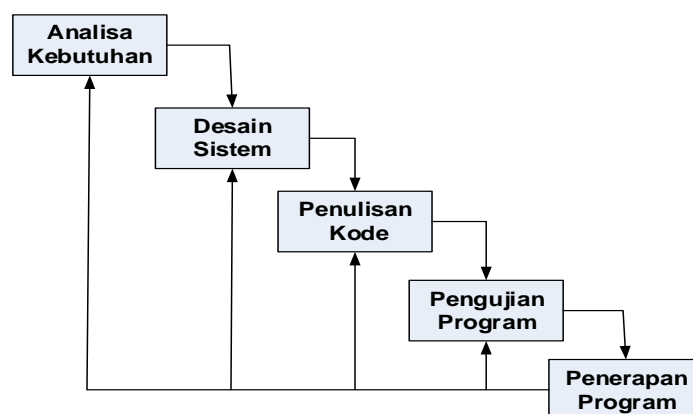 Analisa
Kebutuhan
Desain
Sistem
Penulisan
Kode
Pengujian
Program
Penerapan
Program